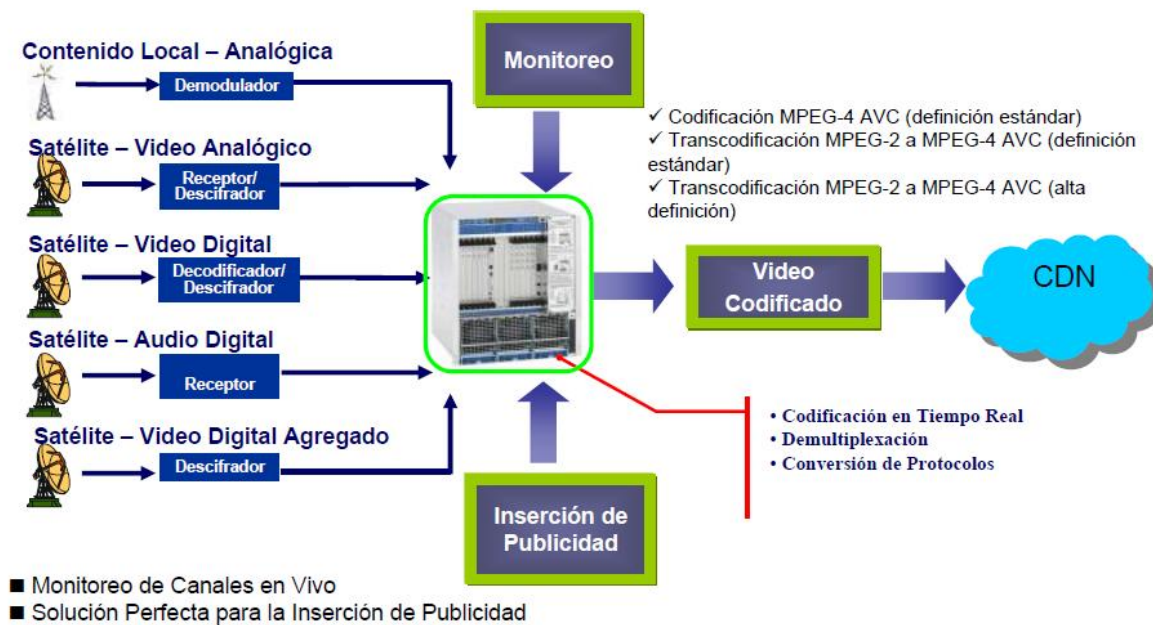 Contenido Local – Analógica
Demodulador
Satélite – Video Analógico
Receptor/
Descifrador
Satélite – Video Digital
Decodificador/
Descifrador
Satélite – Audio Digital
Receptor
Satélite – Video Digital Agregado
Descifrador
Monitoreo
✓ Codificación MPEG-4 AVC (definición estándar)
✓ Transcodificación MPEG-2 a MPEG-4 AVC (definición
estándar)
✓ Transcodificación MPEG-2 a MPEG-4 AVC (alta
definición)
Video
Codificado
CDN
• Codificación en Tiempo Real
• Demultiplexación
• Conversión de Protocolos
Inserción de
Publicidad
■ Monitoreo de Canales en Vivo
■ Solución Perfecta para la Inserción de Publicidad